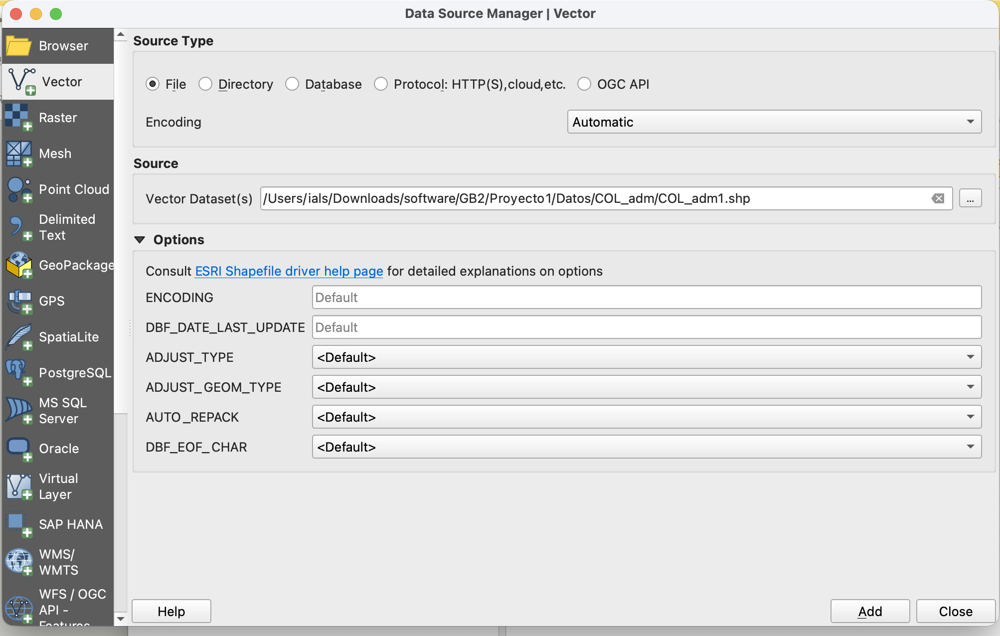 Data Source Manager | Vector
Browser
Vector
Raster
Mesh
Point Cloud
Delimited
Text
GeoPackage
GPS
SpatiaLite
PostgreSQL
MS SQL
Server
Oracle
Virtual
Layer
SAP HANA
WMS/
WMTS
WFS / OGC
API -
Features
Source Type
File Directory Database Protocol: HTTP(S),cloud,etc. OGC API
Encoding Automatic
Source
Vector Dataset(s) /Users/ials/Downloads/software/GB2/Proyecto1/Datos/COL_adm/COL_adm1.shp ...
Options
Consult ESRI Shapefile driver help page for detailed explanations on options
ENCODING Default
DBF_DATE_LAST_UPDATE Default
ADJUST_TYPE <Default>
ADJUST_GEOM_TYPE <Default>
AUTO_REPACK <Default>
DBF_EOF_CHAR <Default>
Help Add Close